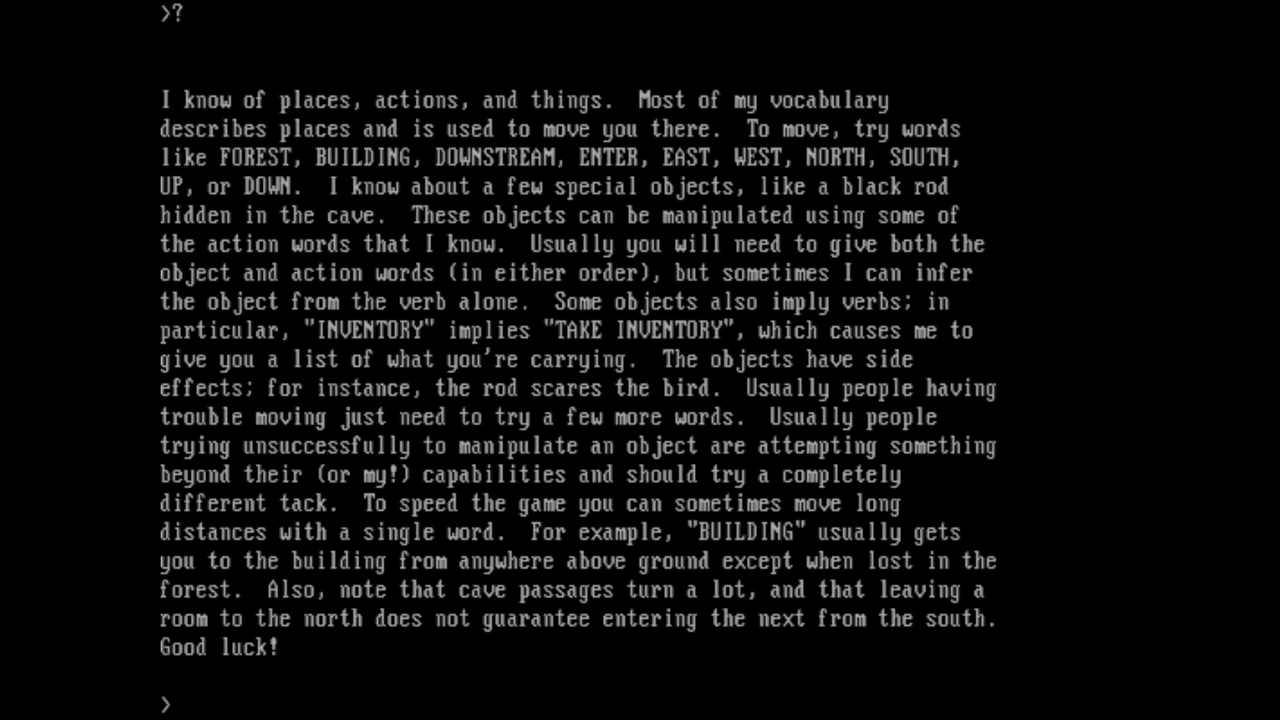 >?
I know of places, actions, and things.  Most of my vocabulary
describes places and is used to move you there.  To move, try words
like FOREST, BUILDING, DOWNSTREAM, ENTER, EAST, WEST, NORTH, SOUTH,
UP, or DOWN.  I know about a few special objects, like a black rod
hidden in the cave.  These objects can be manipulated using some of
the action words that I know.  Usually you will need to give both the
object and action words (in either order), but sometimes I can infer
the object from the verb alone.  Some objects also imply verbs; in
particular, "INVENTORY" implies "TAKE INVENTORY", which causes me to
give you a list of what you're carrying.  The objects have side
effects; for instance, the rod scares the bird.  Usually people having
trouble moving just need to try a few more words.  Usually people
trying unsuccessfully to manipulate an object are attempting something
beyond their (or my!) capabilities and should try a completely
different tack.  To speed the game you can sometimes move long
distances with a single word.  For example, "BUILDING" usually gets
you to the building from anywhere above ground except when lost in the
forest.  Also, note that cave passages turn a lot, and that leaving a
room to the north does not guarantee entering the next from the south.
Good luck!
>